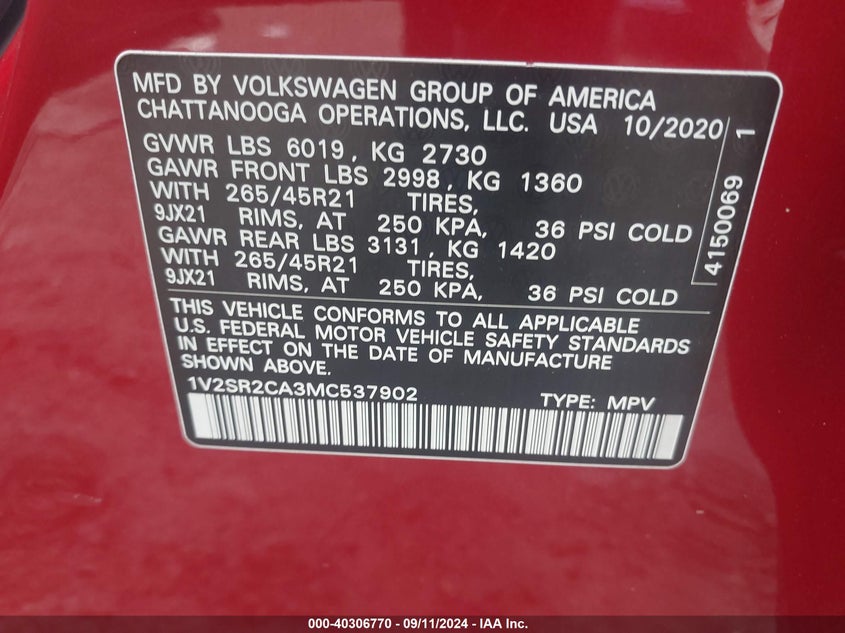 MFD BY VOLKSWAGEN GROUP OF AMERICA
CHATTANOOGA OPERATIONS, LLC. USA 10/2020
GVWR LBS 6019, KG 2730
GAWR FRONT LBS 2998, KG 1360
WITH 265/45R21 TIRES,
9JX21 RIMS, AT 250 KPA, 36 PSI COLD
GAWR REAR LBS 3131, KG 1420
WITH 265/45R21 TIRES,
9JX21 RIMS, AT 250 KPA, 36 PSI COLD
4150069 1
THIS VEHICLE CONFORMS TO ALL APPLICABLE
U.S. FEDERAL MOTOR VEHICLE SAFETY STANDARDS
IN EFFECT ON THE DATE OF MANUFACTURE
SHOWN ABOVE.
1V2SR2CA3MC537902 TYPE: MPV
000-40306770 - 09/11/2024 - IAA Inc.